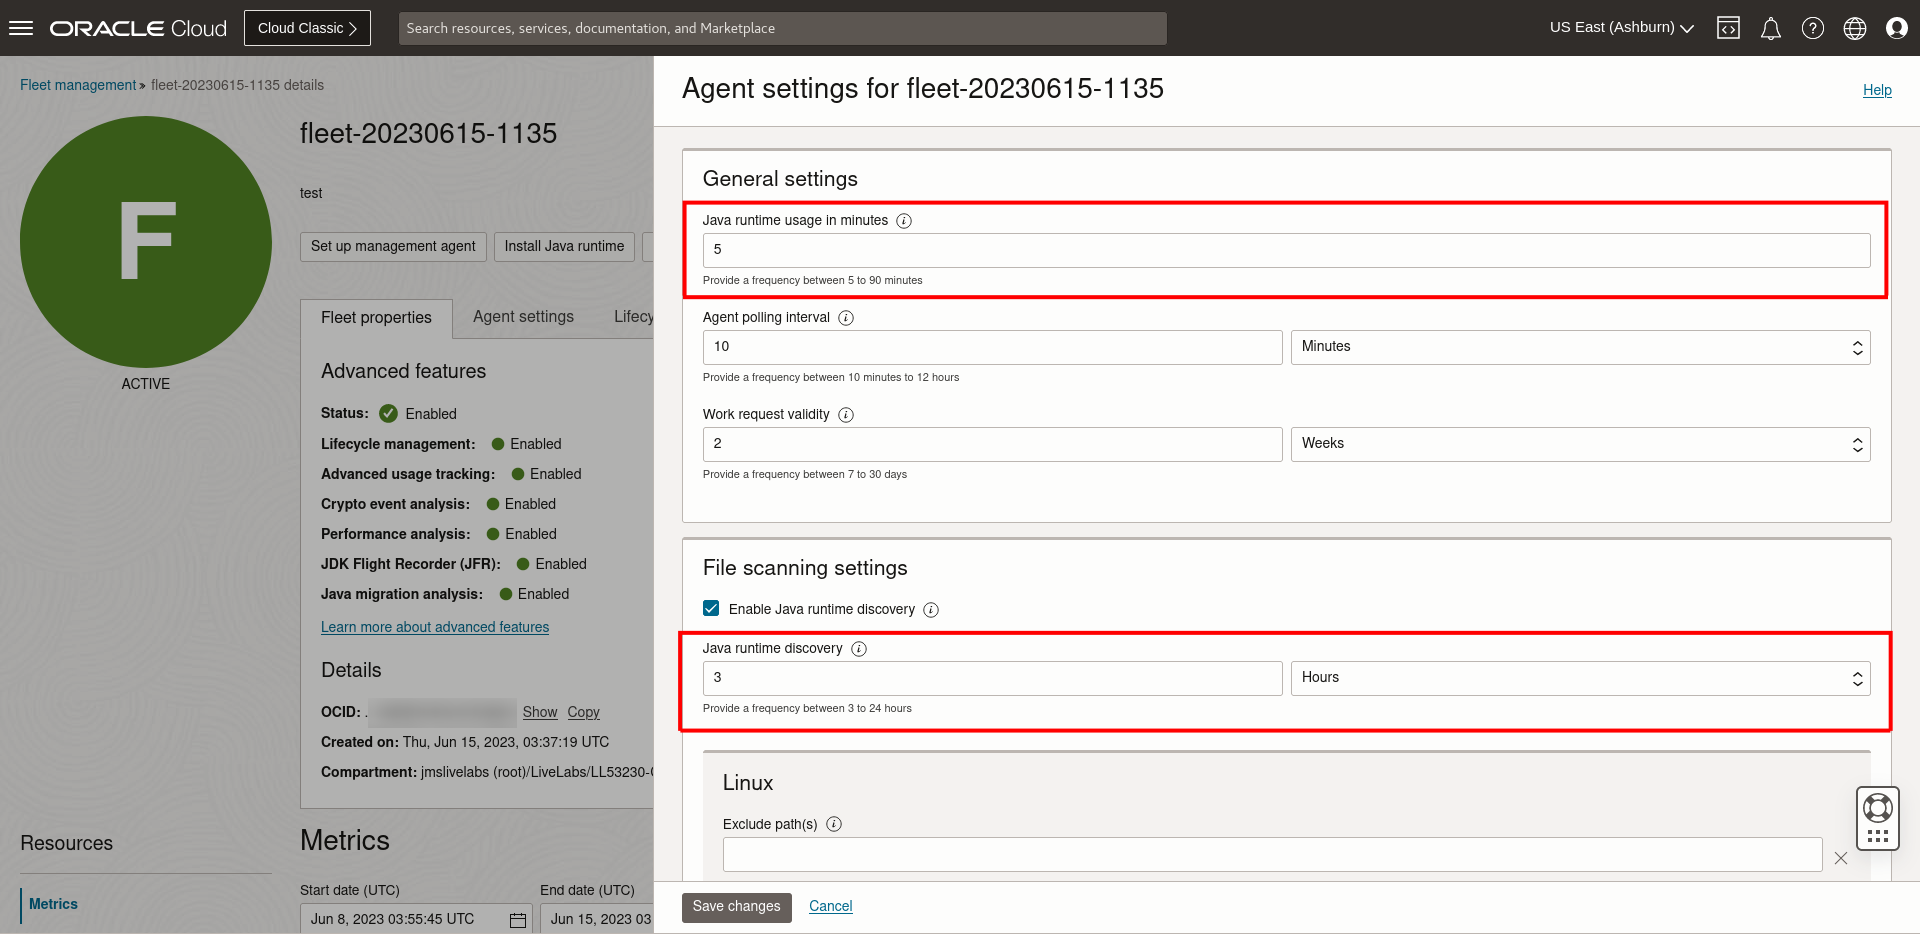 ORACLE Cloud
Cloud Classic
Search resources, services, documentation, and Marketplace
US East (Ashburn)
Fleet management » fleet-20230615-1135 details
F
ACTIVE
fleet-20230615-1135
test
Set up management agent
Install Java runtime
Fleet properties
Agent settings
Lifecy
Advanced features
Status: Enabled
Lifecycle management: Enabled
Advanced usage tracking: Enabled
Crypto event analysis: Enabled
Performance analysis: Enabled
JDK Flight Recorder (JFR): Enabled
Java migration analysis: Enabled
Learn more about advanced features
Details
OCID: . Show Copy
Created on: Thu, Jun 15, 2023, 03:37:19 UTC
Compartment: jmslivelabs (root)/LiveLabs/LL53230-
Resources
Metrics
Metrics
Start date (UTC)
Jun 8, 2023 03:55:45 UTC
End date (UTC)
Jun 15, 2023 03
Agent settings for fleet-20230615-1135
Help
General settings
Java runtime usage in minutes
5
Provide a frequency between 5 to 90 minutes
Agent polling interval
10
Minutes
Provide a frequency between 10 minutes to 12 hours
Work request validity
2
Weeks
Provide a frequency between 7 to 30 days
File scanning settings
Enable Java runtime discovery
Java runtime discovery
3
Hours
Provide a frequency between 3 to 24 hours
Linux
Exclude path(s)
Save changes
Cancel